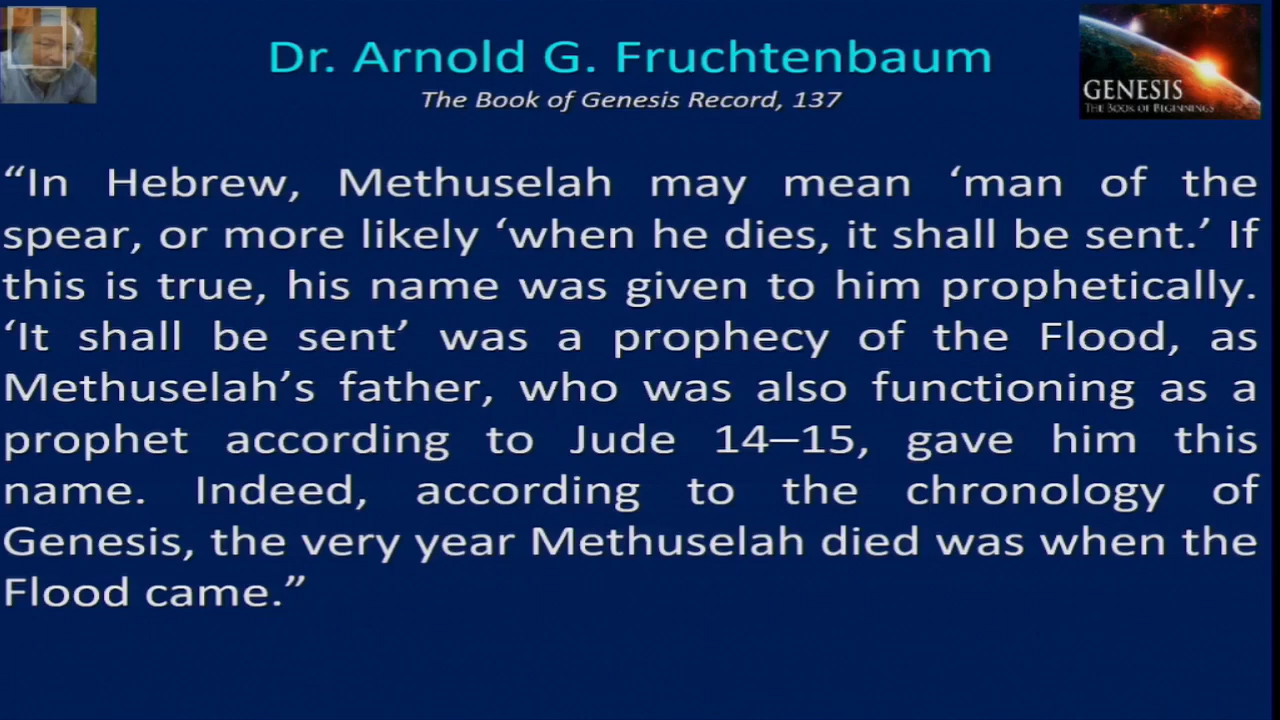 Dr. Arnold G. Fruchtenbaum
The Book of Genesis Record, 137
GENESIS
THE BOOK OF BEGINNINGS
“In Hebrew, Methuselah may mean ‘man of the
spear, or more likely ‘when he dies, it shall be sent.’ If
this is true, his name was given to him prophetically.
‘It shall be sent’ was a prophecy of the Flood, as
Methuselah’s father, who was also functioning as a
prophet according to Jude 14–15, gave him this
name. Indeed, according to the chronology of
Genesis, the very year Methuselah died was when the
Flood came.”